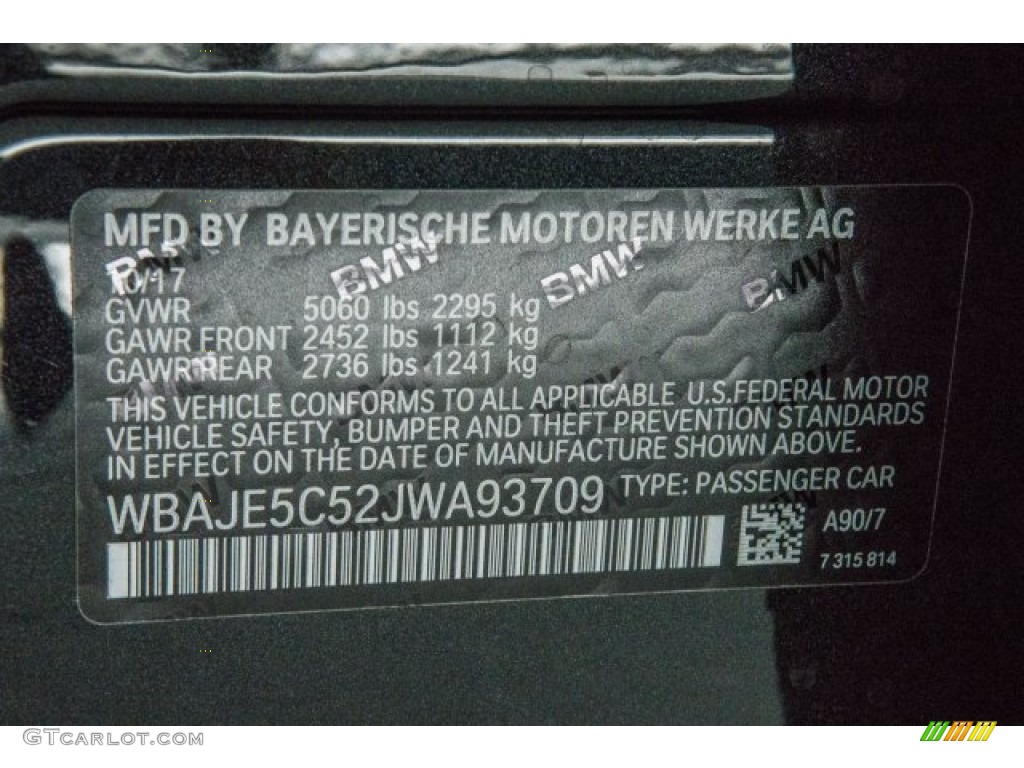 MFD BY BAYERISCHE MOTOREN WERKE AG
BMW BMW BMW BMW
10/17
GVWR 5060 lbs 2295 kg
GAWR FRONT 2452 lbs 1112 kg
GAWR REAR 2736 lbs 1241 kg
THIS VEHICLE CONFORMS TO ALL APPLICABLE U.S.FEDERAL MOTOR
VEHICLE SAFETY, BUMPER AND THEFT PREVENTION STANDARDS
IN EFFECT ON THE DATE OF MANUFACTURE SHOWN ABOVE.
WBAJE5C52JWA93709 TYPE: PASSENGER CAR
A90/7
7 315 814
GTCARLOT.COM